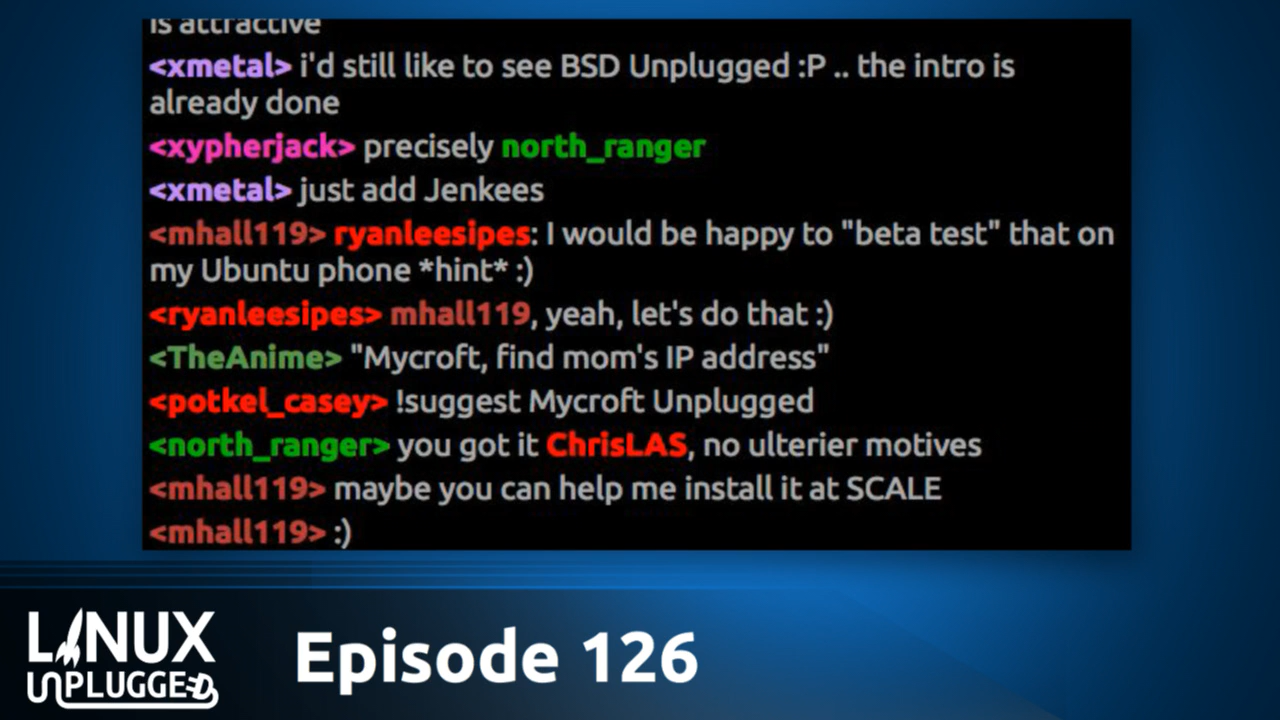 is attractive
<xmetal> i'd still like to see BSD Unplugged :P .. the intro is
already done
<xypherjack> precisely north_ranger
<xmetal> just add Jenkees
<mhall119> ryanleesipes: I would be happy to "beta test" that on
my Ubuntu phone *hint* :)
<ryanleesipes> mhall119, yeah, let's do that :)
<TheAnime> "Mycroft, find mom's IP address"
<potkel_casey> !suggest Mycroft Unplugged
<north_ranger> you got it ChrisLAS, no ulterier motives
<mhall119> maybe you can help me install it at SCALE
<mhall119> :)
LINUX
UNPLUGGED
Episode 126